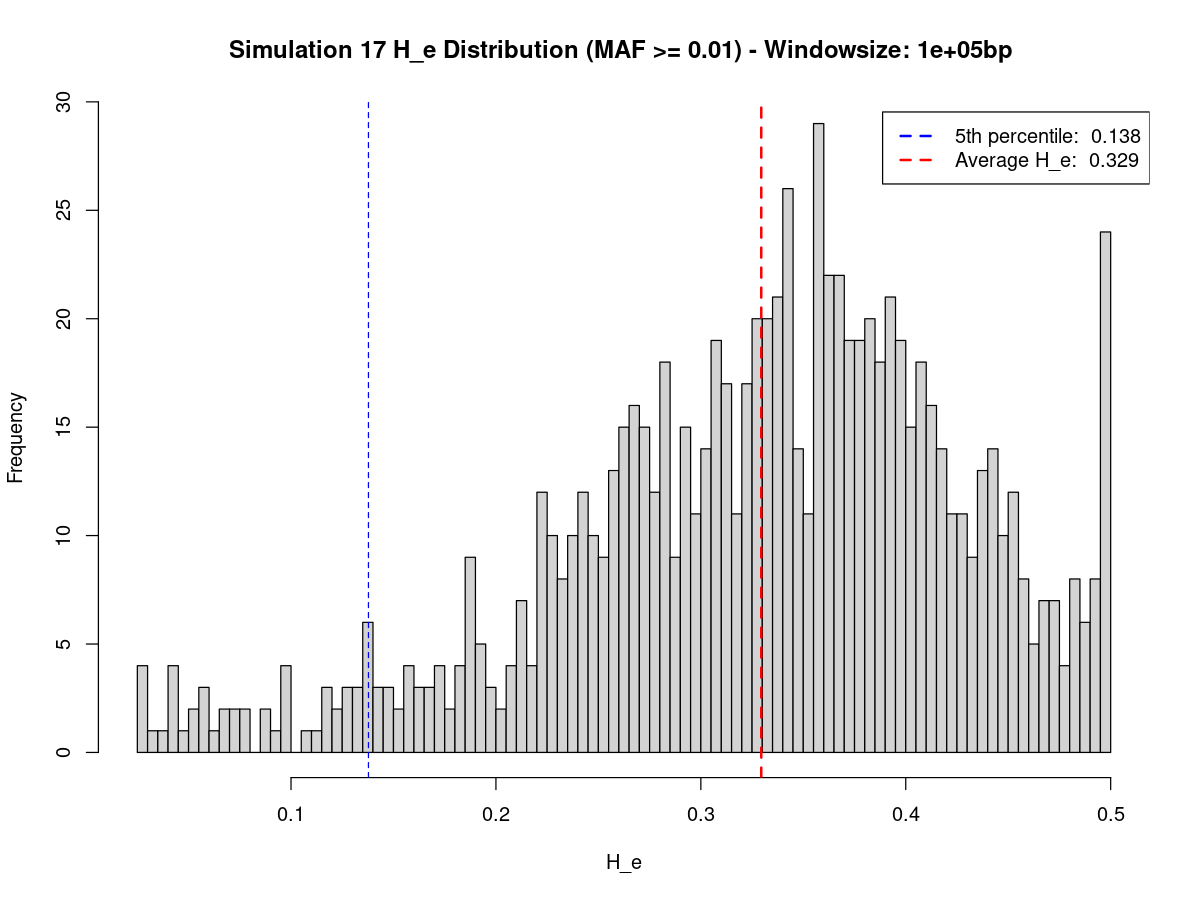 Simulation 17 H_e Distribution (MAF >= 0.01) - Windowsize: 1e+05bp
5th percentile:  0.138
Average H_e:  0.329
Frequency
30
25
20
15
10
5
0
0.1 0.2 0.3 0.4 0.5
H_e